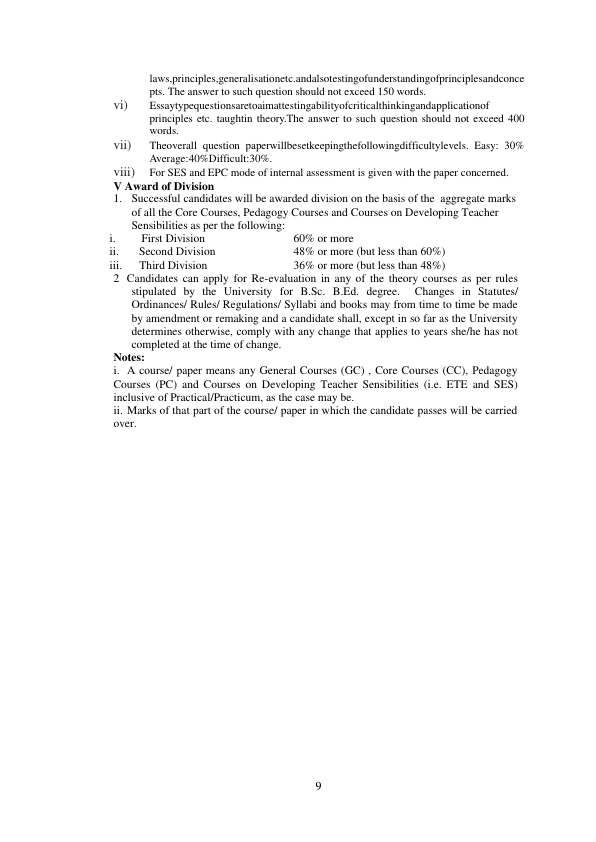 laws,principles,generalisationetc.andalsotestingofunderstandingofprinciplesandconce
pts. The answer to such question should not exceed 150 words.
vi) Essaytypequestionsaretoaimattestingabilityofcriticalthinkingandapplicationof
principles etc. taughtin theory.The answer to such question should not exceed 400
words.
vii) Theoverall question paperwillbesetkeepingthefollowingdifficultylevels. Easy: 30%
Average:40%Difficult:30%.
viii) For SES and EPC mode of internal assessment is given with the paper concerned.
V Award of Division
1. Successful candidates will be awarded division on the basis of the aggregate marks
of all the Core Courses, Pedagogy Courses and Courses on Developing Teacher
Sensibilities as per the following:
i. First Division 60% or more
ii. Second Division 48% or more (but less than 60%)
iii. Third Division 36% or more (but less than 48%)
2 Candidates can apply for Re-evaluation in any of the theory courses as per rules
stipulated by the University for B.Sc. B.Ed. degree. Changes in Statutes/
Ordinances/ Rules/ Regulations/ Syllabi and books may from time to time be made
by amendment or remaking and a candidate shall, except in so far as the University
determines otherwise, comply with any change that applies to years she/he has not
completed at the time of change.
Notes:
i. A course/ paper means any General Courses (GC) , Core Courses (CC), Pedagogy
Courses (PC) and Courses on Developing Teacher Sensibilities (i.e. ETE and SES)
inclusive of Practical/Practicum, as the case may be.
ii. Marks of that part of the course/ paper in which the candidate passes will be carried
over.
9